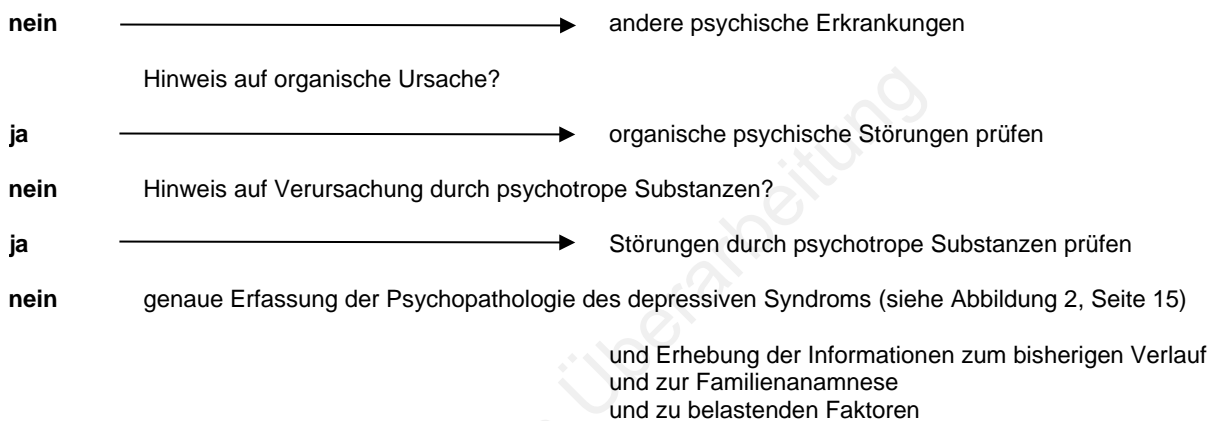 nein andere psychische Erkrankungen
Hinweis auf organische Ursache?
ja organische psychische Störungen prüfen
nein Hinweis auf Verursachung durch psychotrope Substanzen?
ja Störungen durch psychotrope Substanzen prüfen
nein genaue Erfassung der Psychopathologie des depressiven Syndroms (siehe Abbildung 2, Seite 15)
und Erhebung der Informationen zum bisherigen Verlauf
und zur Familienanamnese
und zu belastenden Faktoren
Überarbeitung